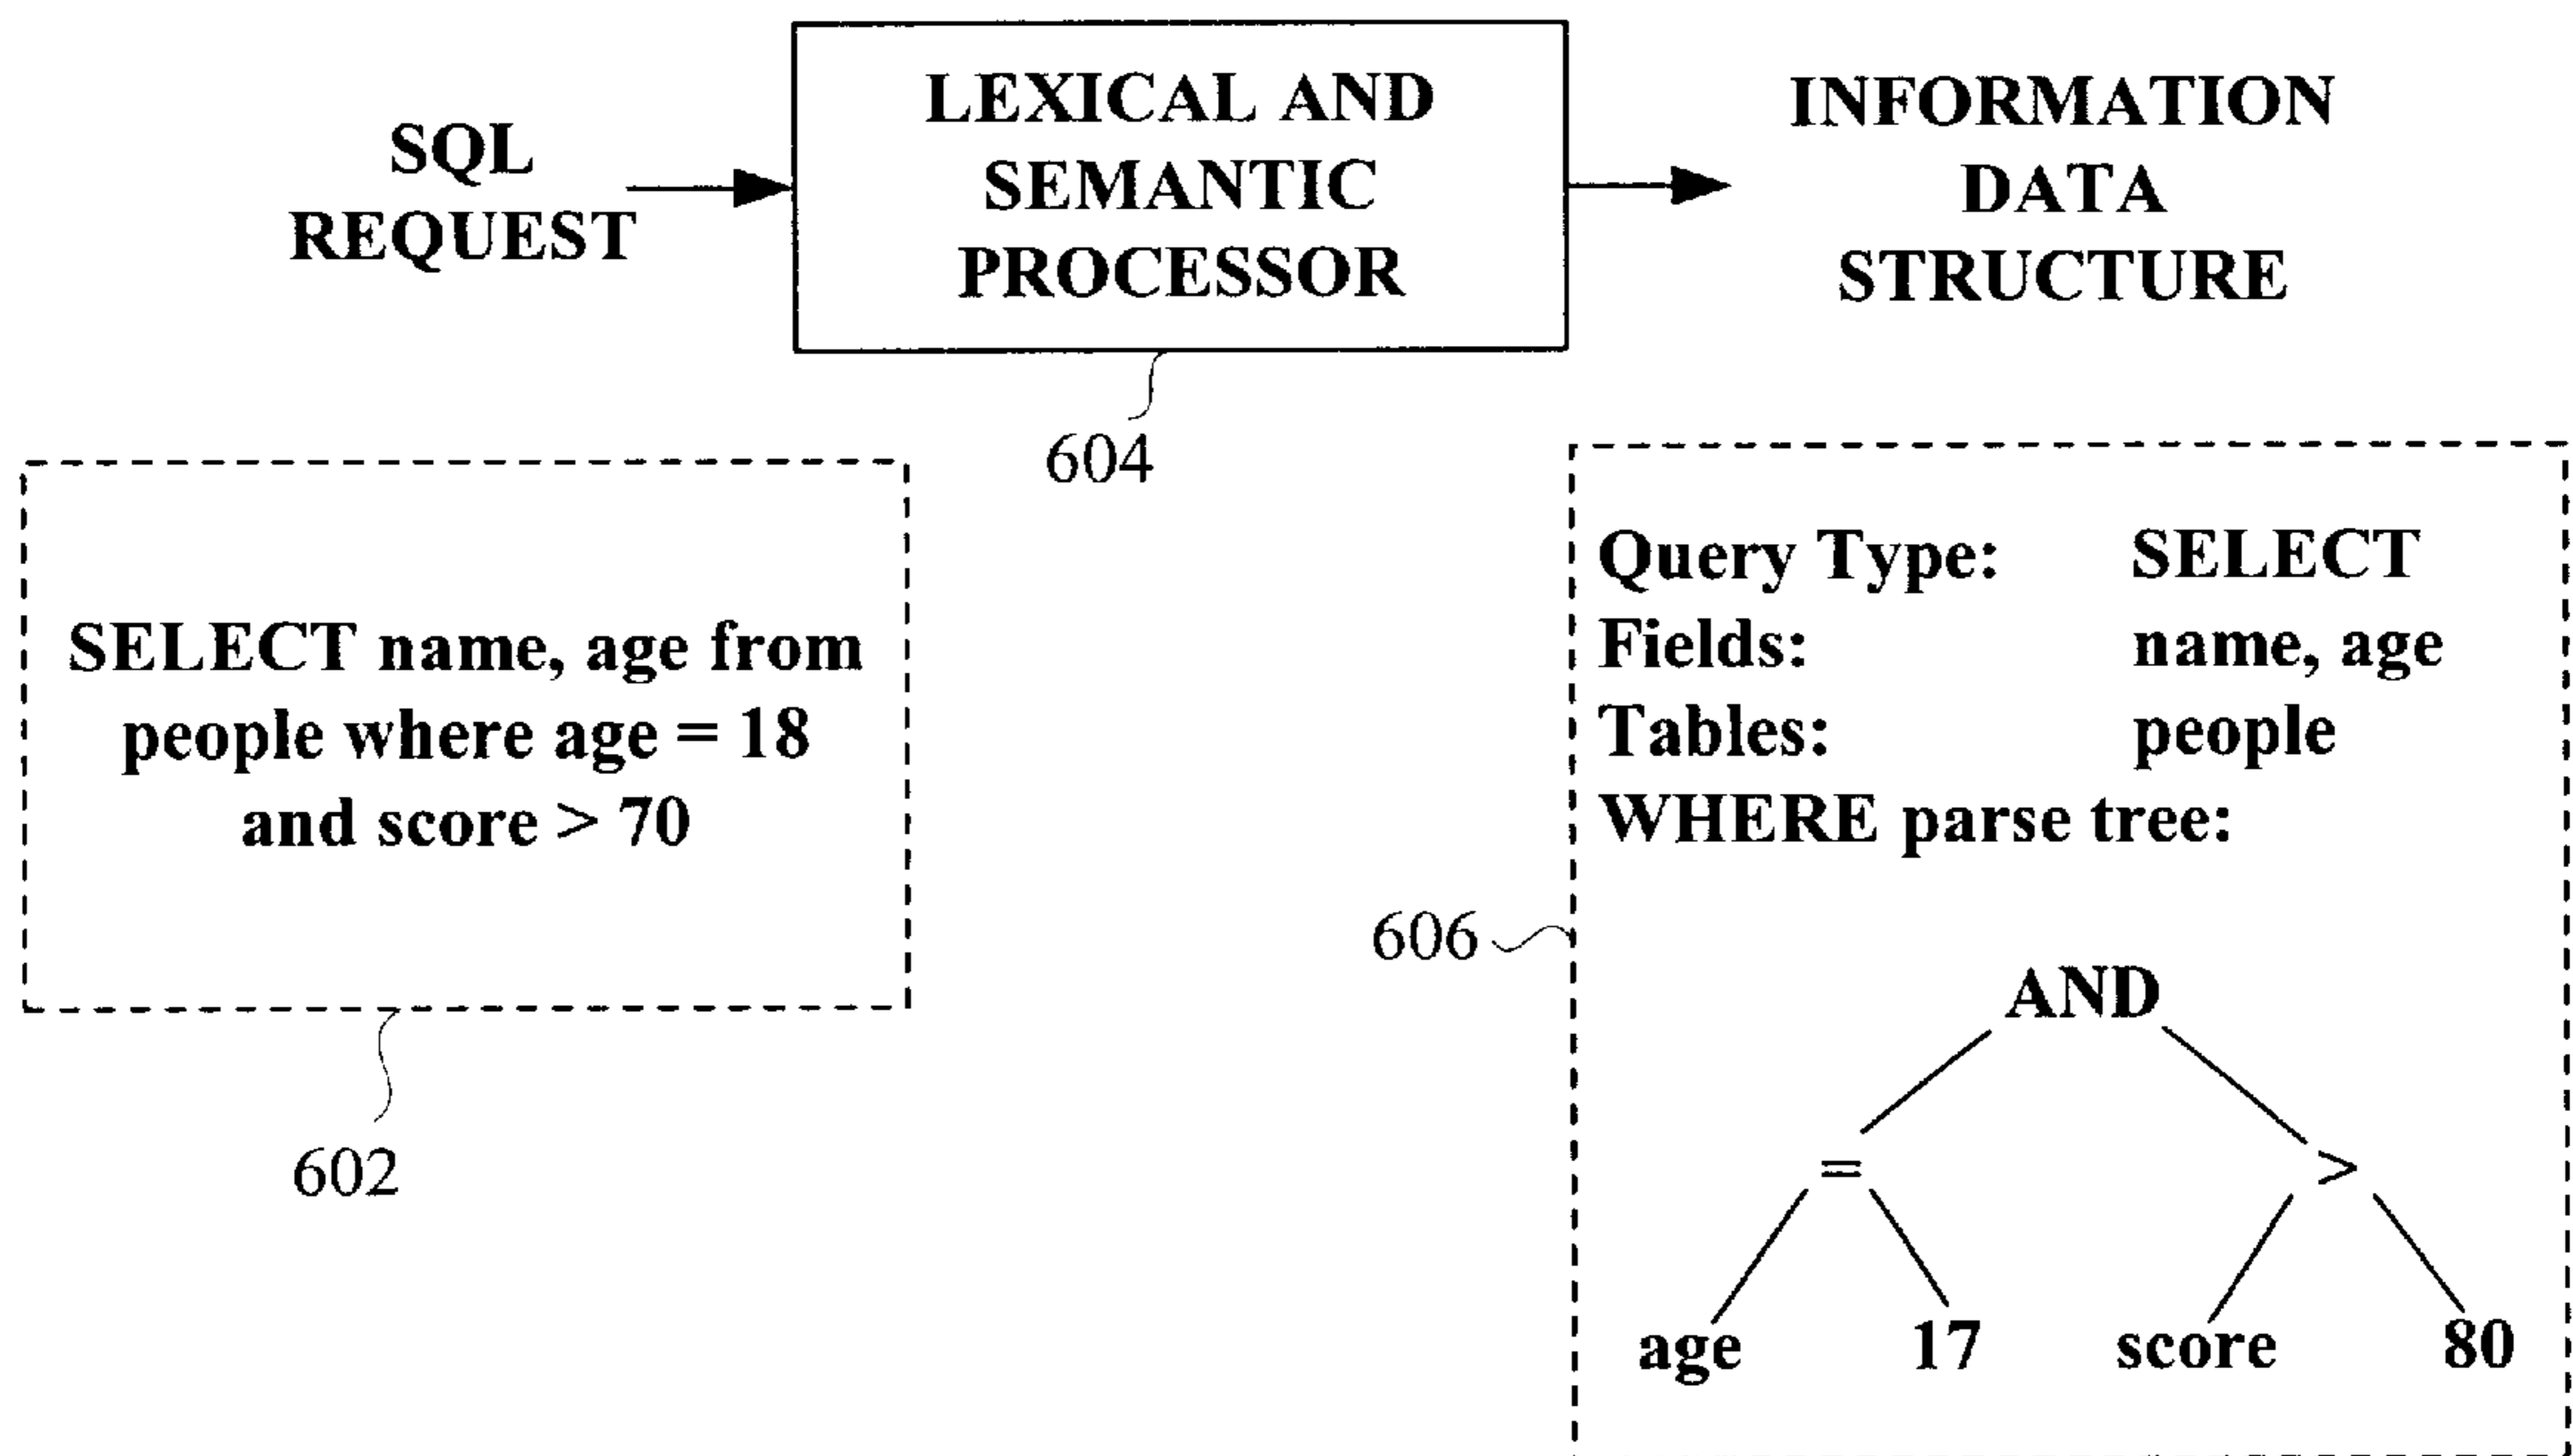 SQL
REQUEST
LEXICAL AND
SEMANTIC
PROCESSOR
INFORMATION
DATA
STRUCTURE
604
SELECT name, age from
people where age = 18
and score > 70
602
Query Type: SELECT
Fields: name, age
Tables: people
WHERE parse tree:
606
AND
= >
age 17 score 80